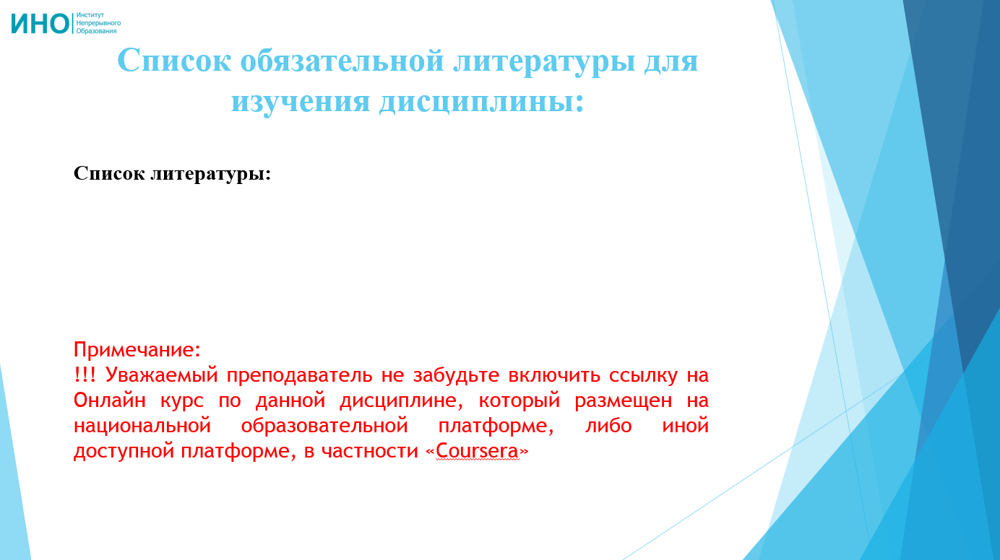 ИНО
Институт
Непрерывного
Образования
Список обязательной литературы для
изучения дисциплины:
Список литературы:
Примечание:
!!! Уважаемый преподаватель не забудьте включить ссылку на
Онлайн курс по данной дисциплине, который размещен на
национальной образовательной платформе, либо иной
доступной платформе, в частности «Coursera»